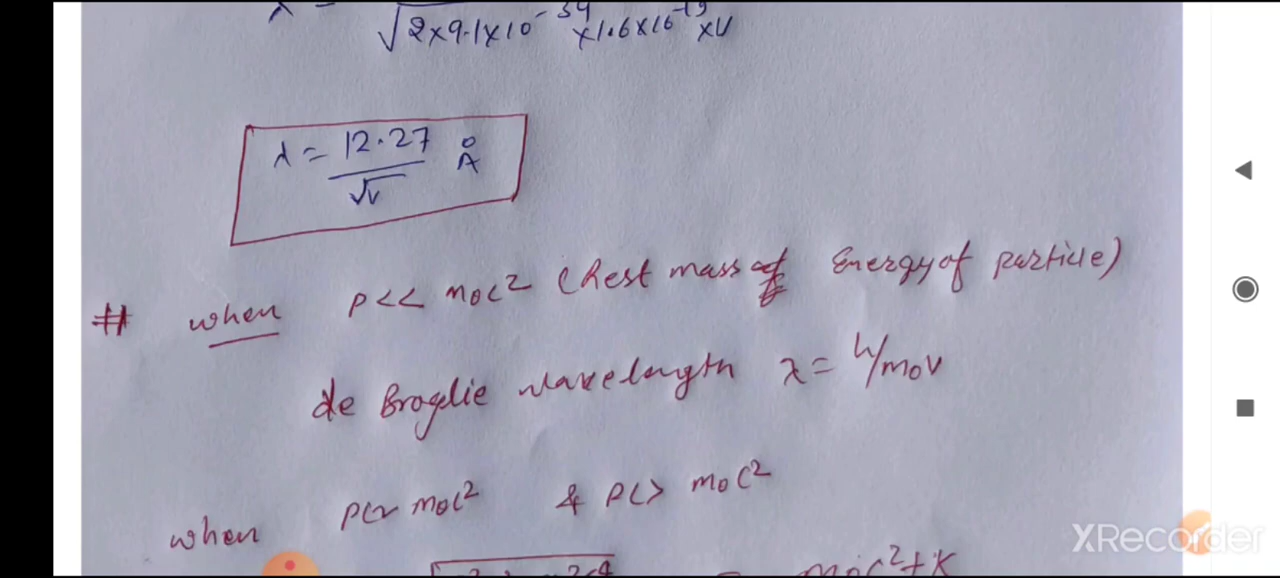 λ =
√2×9.1×10⁻³⁴ ×1.6×10⁻¹⁹ ×V
λ = 12.27/√V Å
# when P<< m₀c² (Rest mass of Energy of particle)
de Broglie wavelength λ = h/m₀v
when PC~ m₀c² & PC> m₀c²
= m₀c²+K
XRecorder